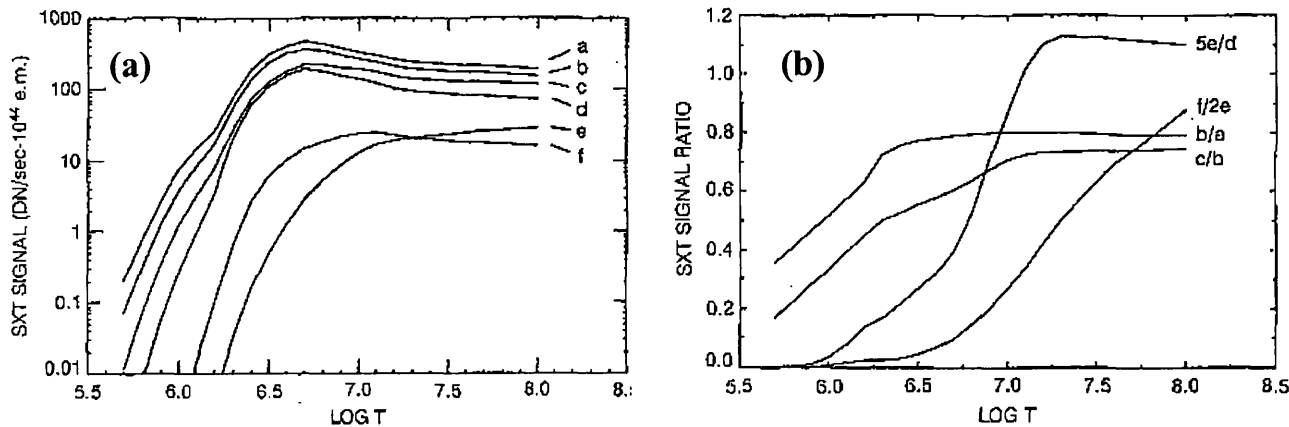 (a)
SXT SIGNAL (DN/sec-10⁴⁴ e.m.)
1000
100
10
1
0.1
0.01
5.5 6.0 6.5 7.0 7.5 8.0 8.:
LOG T
a
b
c
d
e
f
(b)
SXT SIGNAL RATIO
1.2
1.0
0.8
0.6
0.4
0.2
0.0
5.5 6.0 6.5 7.0 7.5 8.0 8.5
LOG T
5e/d
f/2e
b/a
c/b